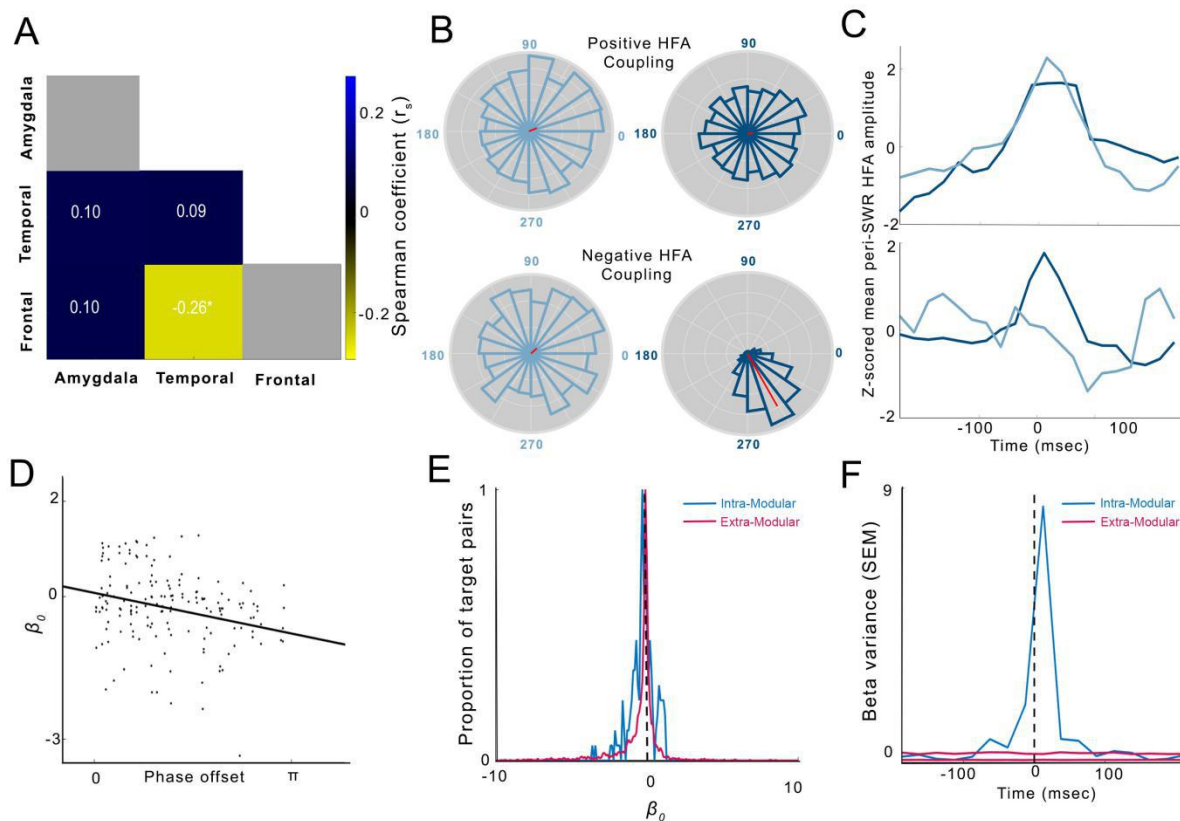 A
Amygdala
Temporal
Frontal
0.10
0.09
0.10
-0.26*
Amygdala
Temporal
Frontal
0.2
0
-0.2
Spearman coefficient (rs)
B
Positive HFA
Coupling
90
180
0
270
90
180
0
270
Negative HFA
Coupling
90
180
0
270
90
180
0
270
C
Z-scored mean peri-SWR HFA amplitude
2
0
-2
2
0
-2
-100
0
100
Time (msec)
D
β0
2
0
-3
0
Phase offset
π
E
Proportion of target pairs
1
0
Intra-Modular
Extra-Modular
-10
0
10
β0
F
Beta variance (SEM)
9
0
Intra-Modular
Extra-Modular
-100
0
100
Time (msec)